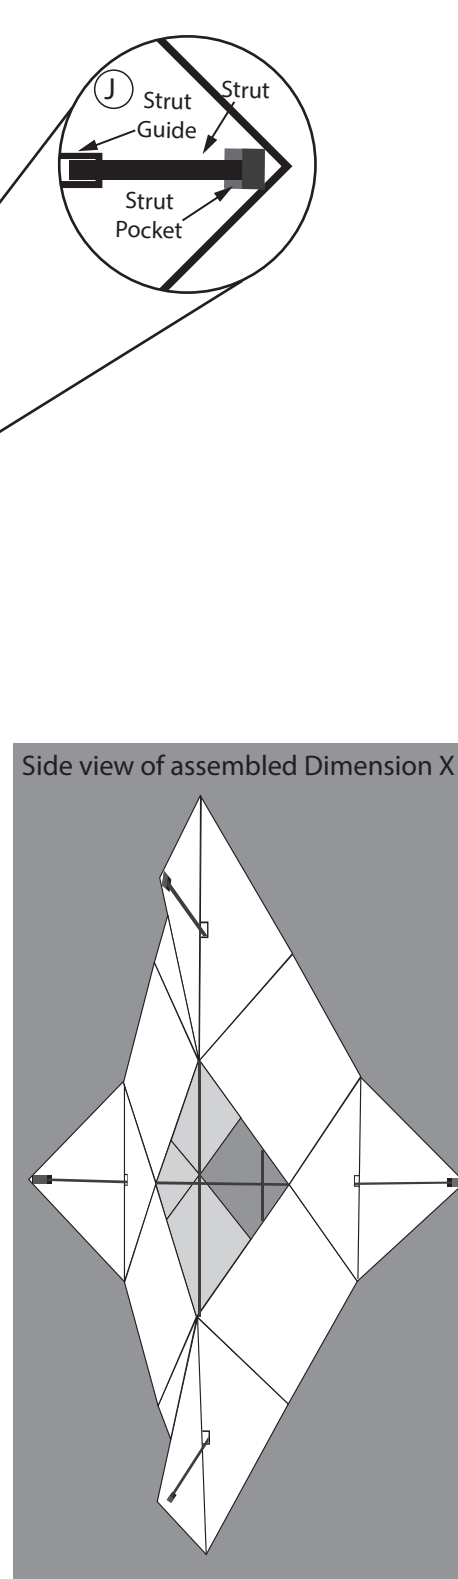 J
Strut
Guide
Strut
Strut
Pocket
Side view of assembled Dimension X